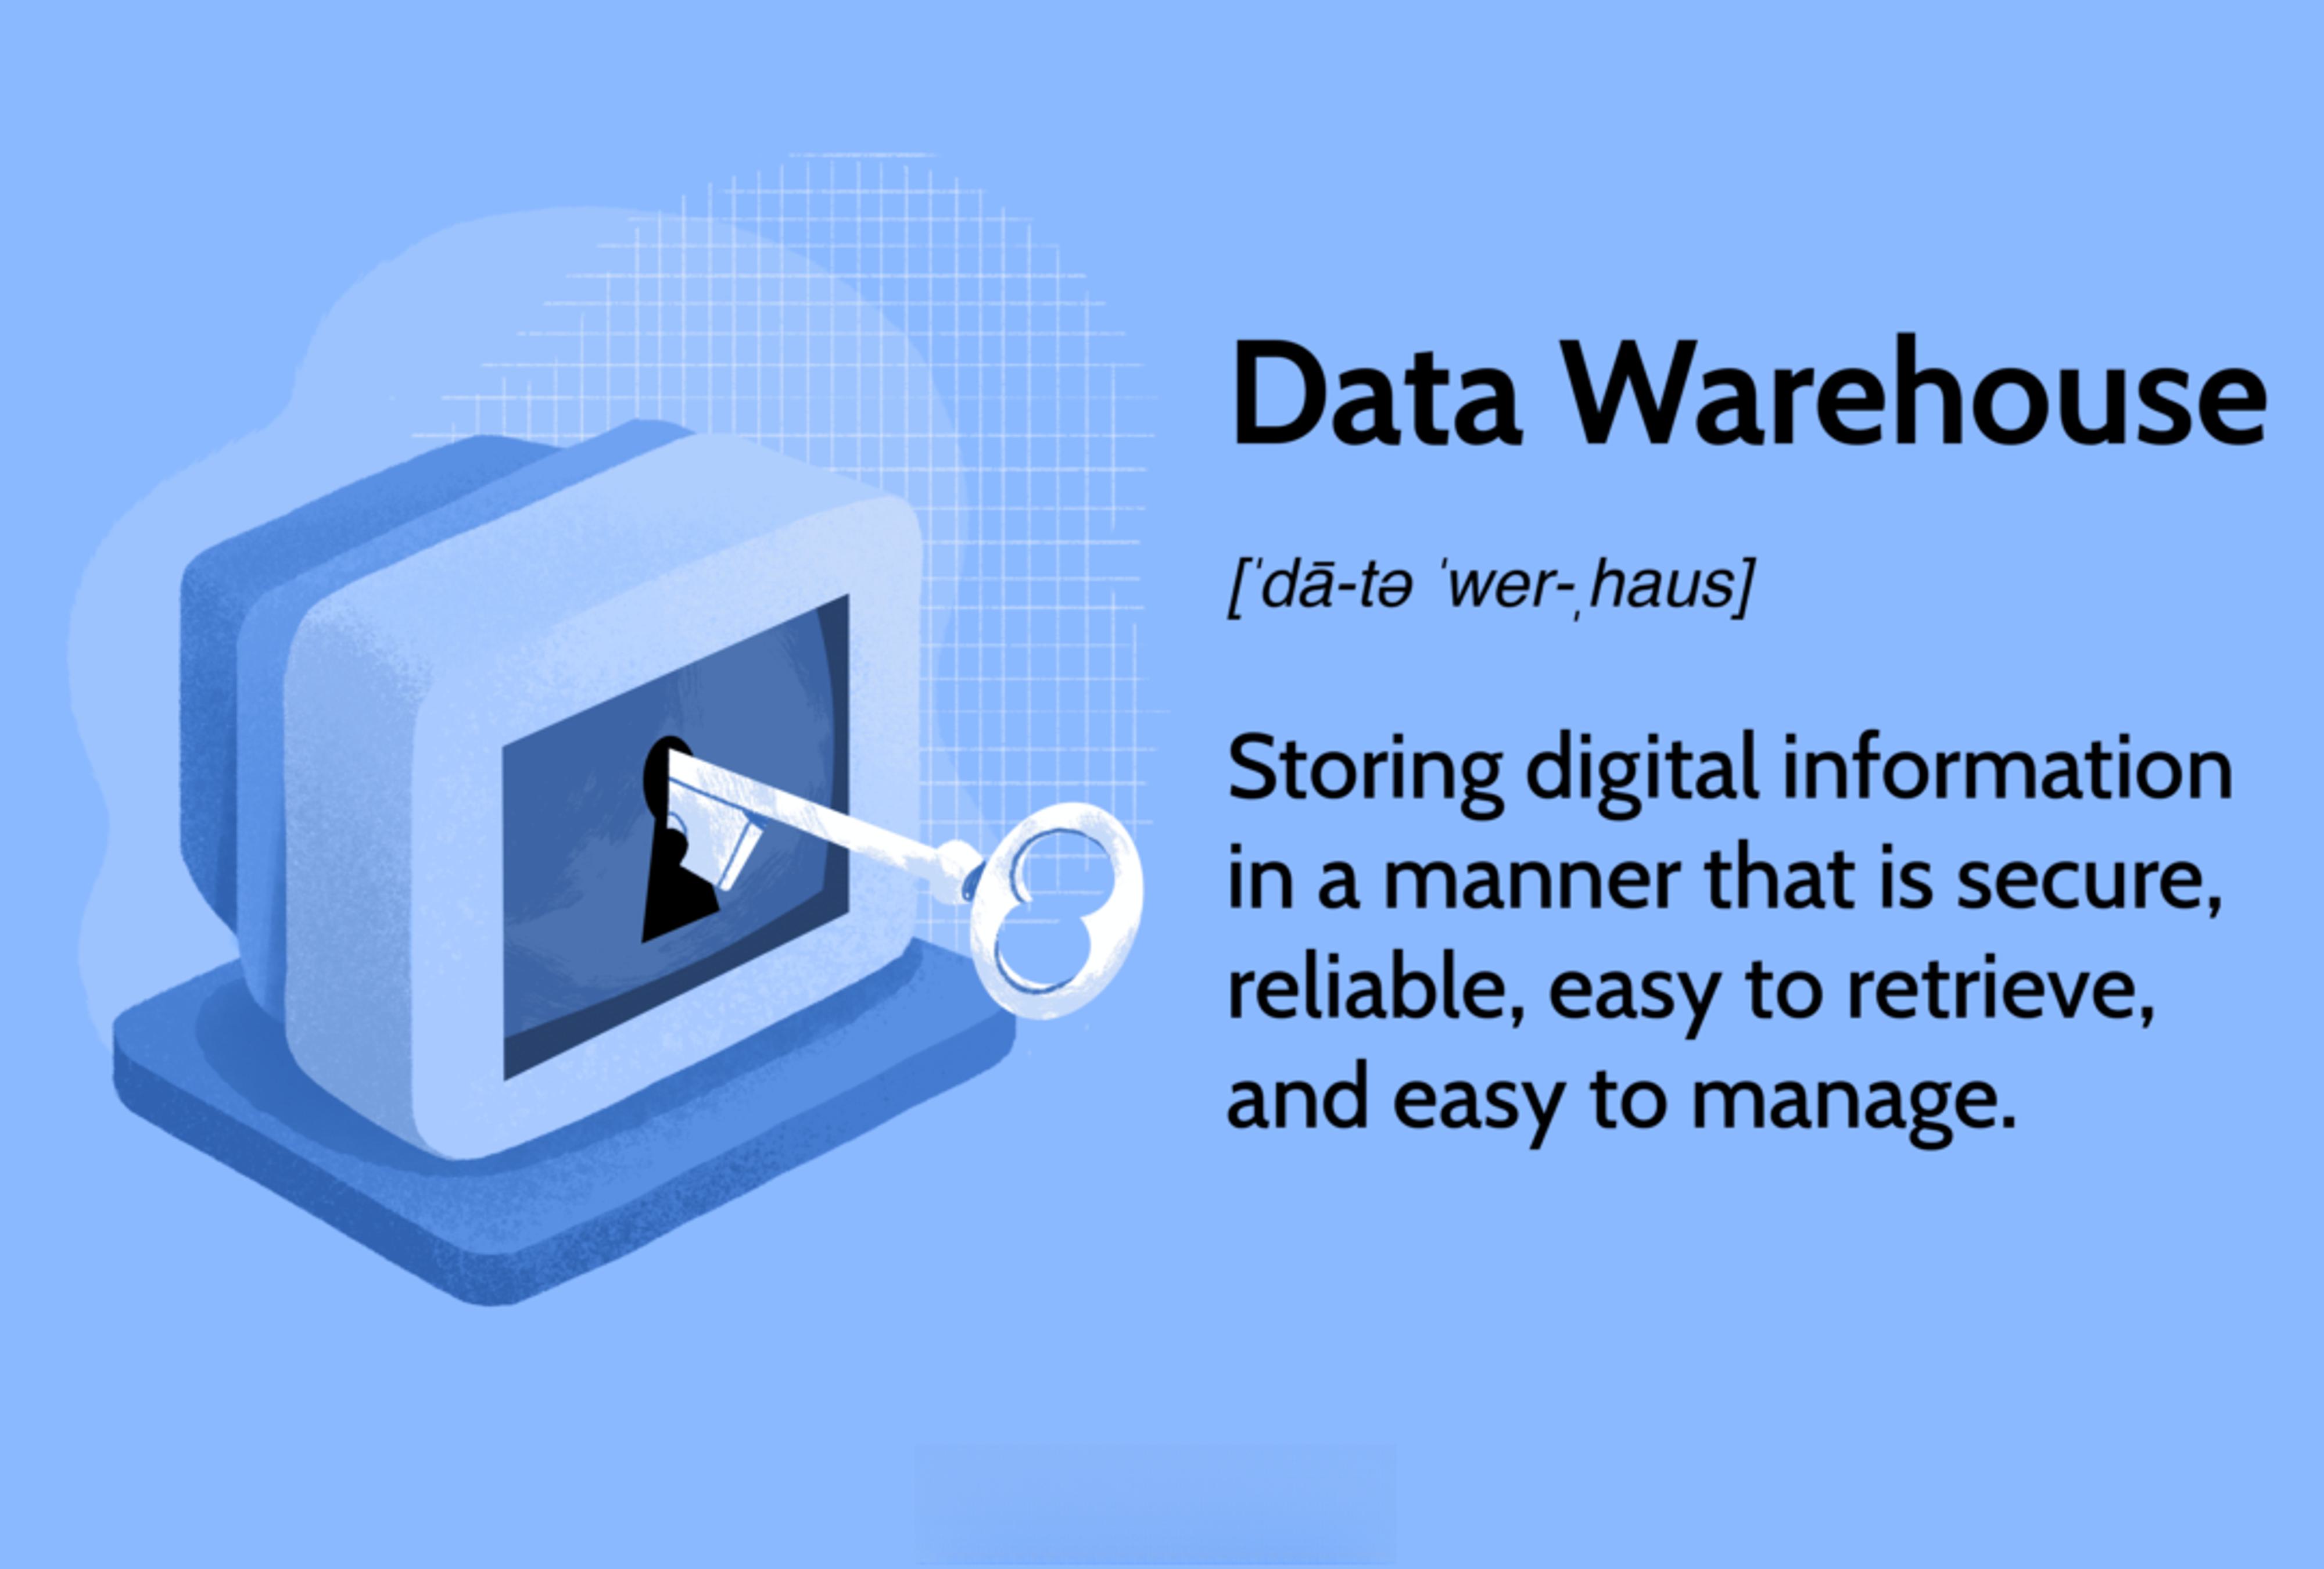 Data Warehouse
[ˈdā-tə ˈwer-ˌhaus]
Storing digital information
in a manner that is secure,
reliable, easy to retrieve,
and easy to manage.